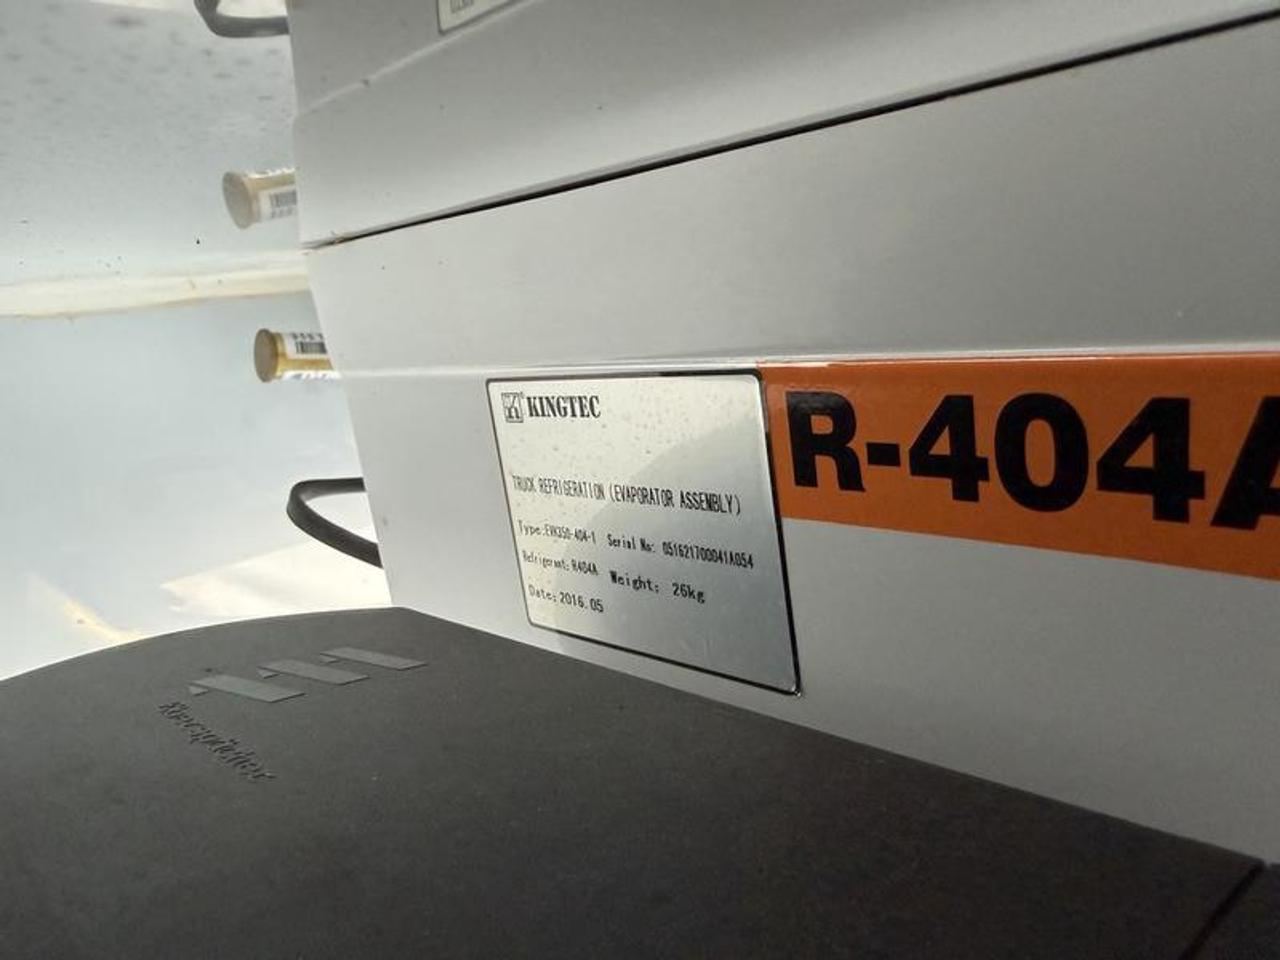 KINGTEC
TRUCK REFRIGERATION (EVAPORATOR ASSEMBLY)
Type:EVK350-404-1 Serial No: 051621700041A054
Refrigerant: R404A Weight: 26kg
Date: 2016.05
R-404A